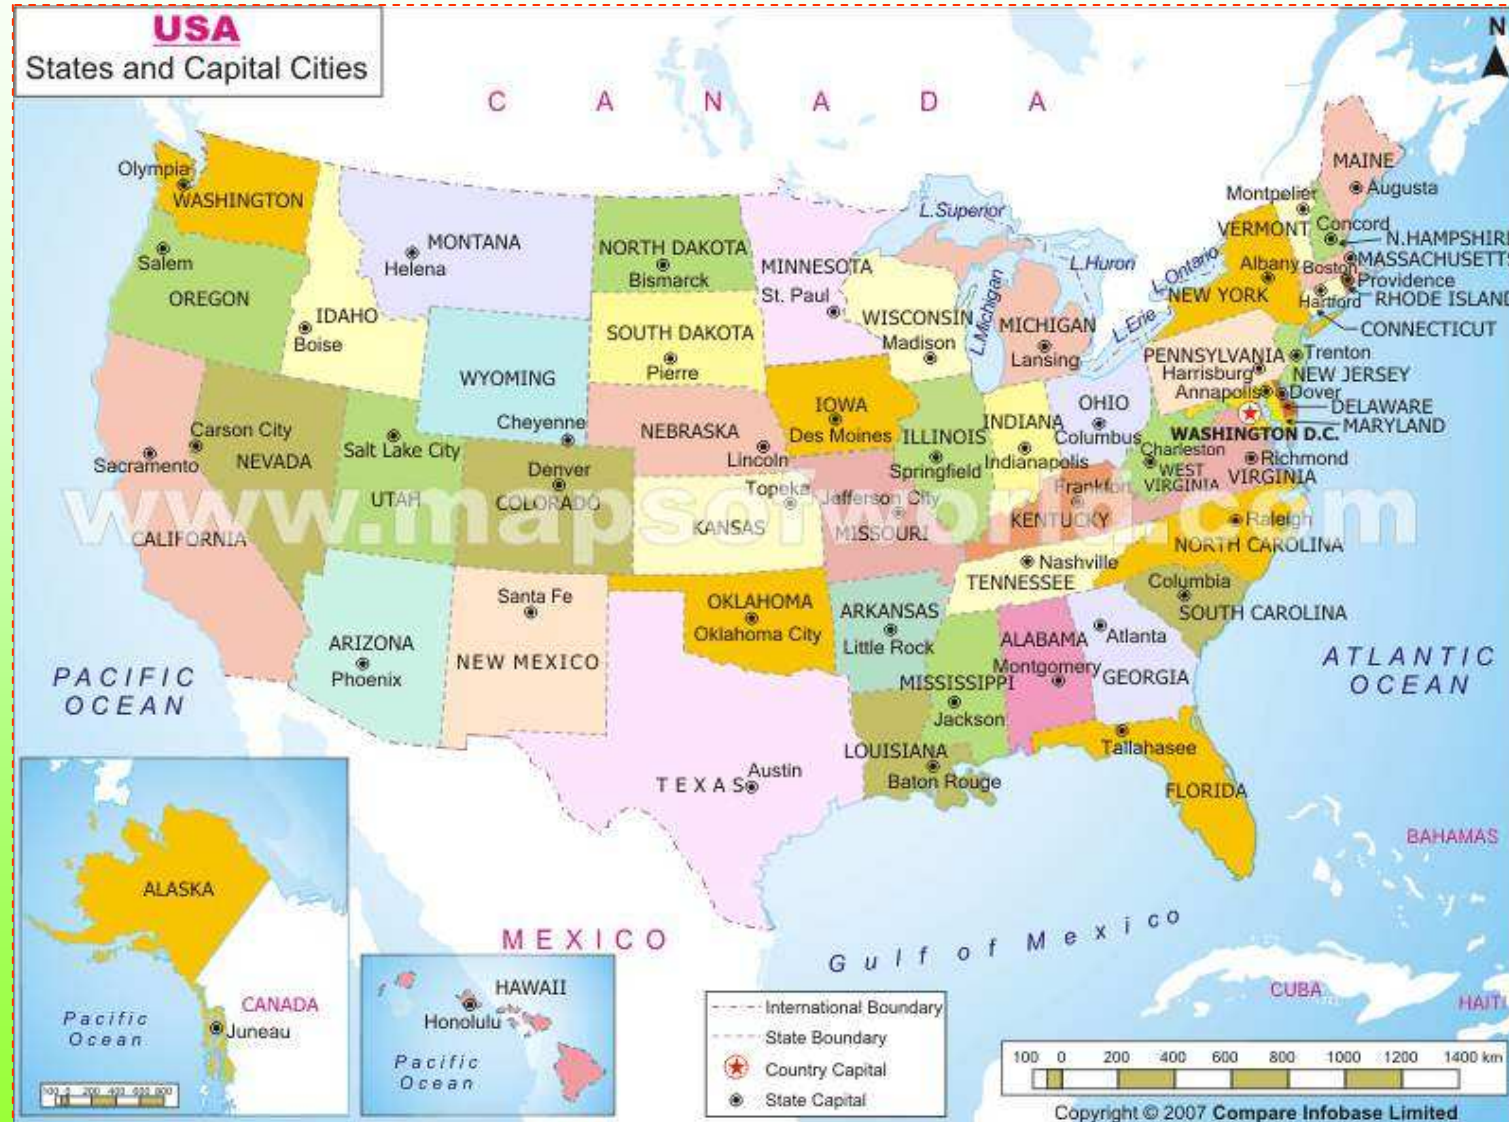 USA
States and Capital Cities
N
C A N A D A
Olympia
WASHINGTON
Salem
OREGON
IDAHO
Boise
MONTANA
Helena
NORTH DAKOTA
Bismarck
MINNESOTA
St. Paul
L.Superior
L.Huron
L.Michigan
L.Ontario
L.Erie
MAINE
Augusta
Montpelier
VERMONT
Concord
N.HAMPSHIRE
Albany
Boston
MASSACHUSETTS
Providence
NEW YORK
Hartford
RHODE ISLAND
CONNECTICUT
WISCONSIN
Madison
MICHIGAN
Lansing
SOUTH DAKOTA
Pierre
WYOMING
Cheyenne
PENNSYLVANIA
Harrisburg
Trenton
NEW JERSEY
Annapolis
Dover
DELAWARE
MARYLAND
WASHINGTON D.C.
IOWA
Des Moines
NEBRASKA
Lincoln
ILLINOIS
Springfield
INDIANA
Indianapolis
OHIO
Columbus
Charleston
WEST
VIRGINIA
Richmond
VIRGINIA
Carson City
NEVADA
Sacramento
CALIFORNIA
Salt Lake City
UTAH
Denver
COLORADO
Topeka
KANSAS
Jefferson City
MISSOURI
Frankfort
KENTUCKY
www.mapsofworld.com
Raleigh
NORTH CAROLINA
Nashville
TENNESSEE
Columbia
SOUTH CAROLINA
ARIZONA
Phoenix
Santa Fe
NEW MEXICO
OKLAHOMA
Oklahoma City
ARKANSAS
Little Rock
MISSISSIPPI
Jackson
ALABAMA
Montgomery
Atlanta
GEORGIA
PACIFIC
OCEAN
ATLANTIC
OCEAN
TEXAS
Austin
LOUISIANA
Baton Rouge
Tallahasee
FLORIDA
BAHAMAS
MEXICO
Gulf of Mexico
CUBA
HAITI
ALASKA
CANADA
Juneau
Pacific
Ocean
100 0 200 400 600 800
HAWAII
Honolulu
Pacific
Ocean
International Boundary
State Boundary
Country Capital
State Capital
100 0 200 400 600 800 1000 1200 1400 km
Copyright © 2007 Compare Infobase Limited